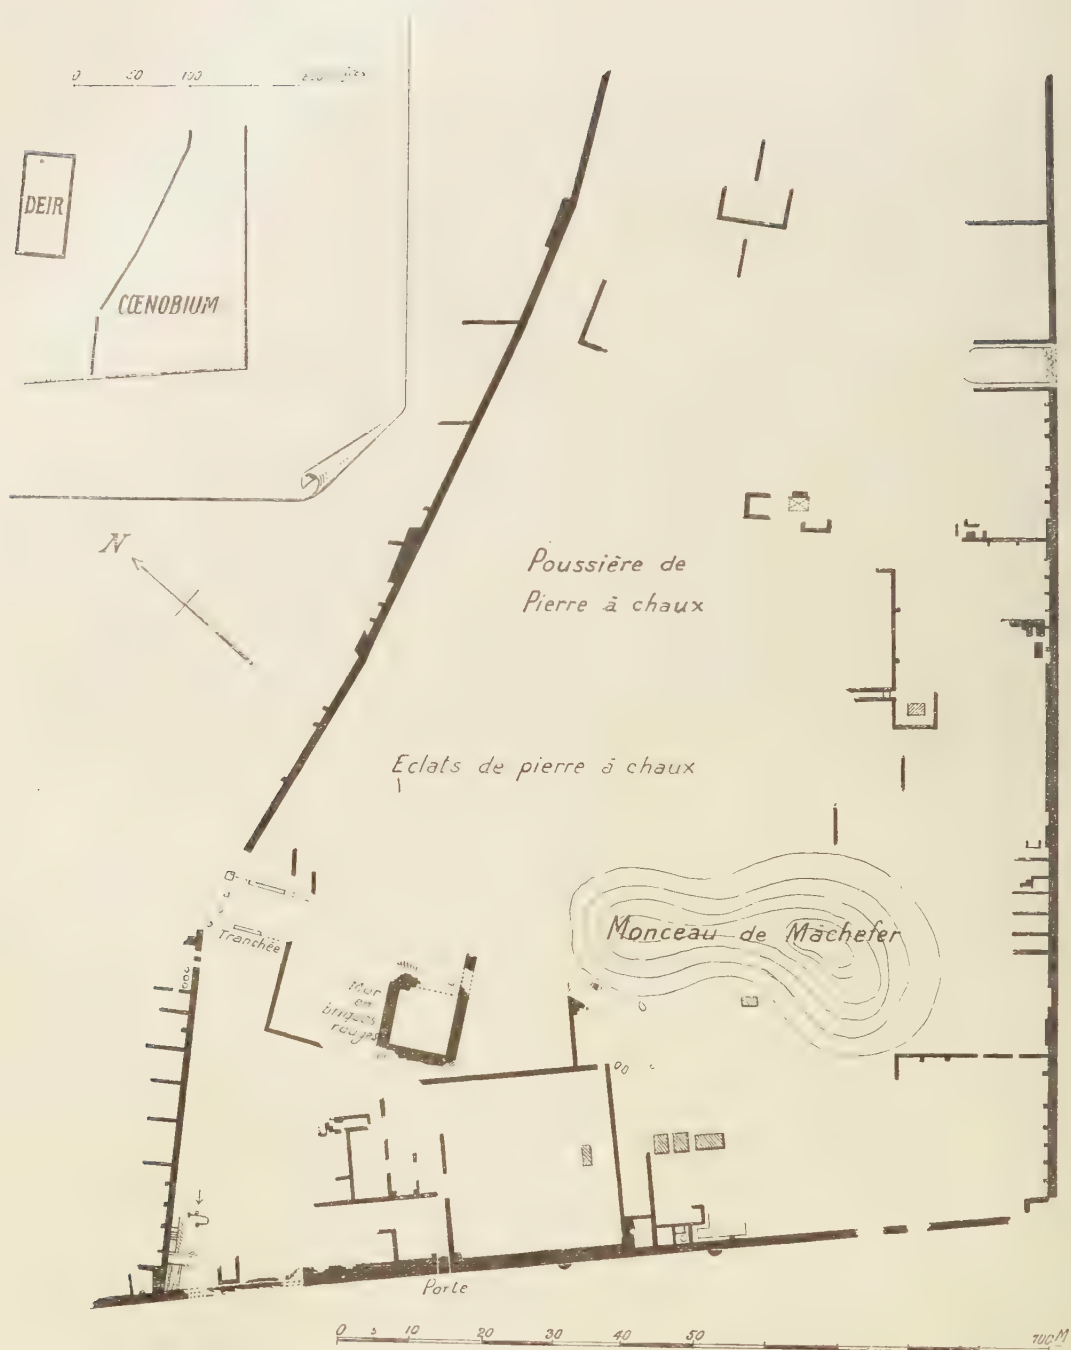 0 50 100
DEIR
CŒNOBIUM
N
Poussière de
Pierre à chaux
Eclats de pierre à chaux
Tranchée
Monceau de Mâchefer
Mur
en
briques
rouges
Porte
0 5 10 20 30 40 50 100M